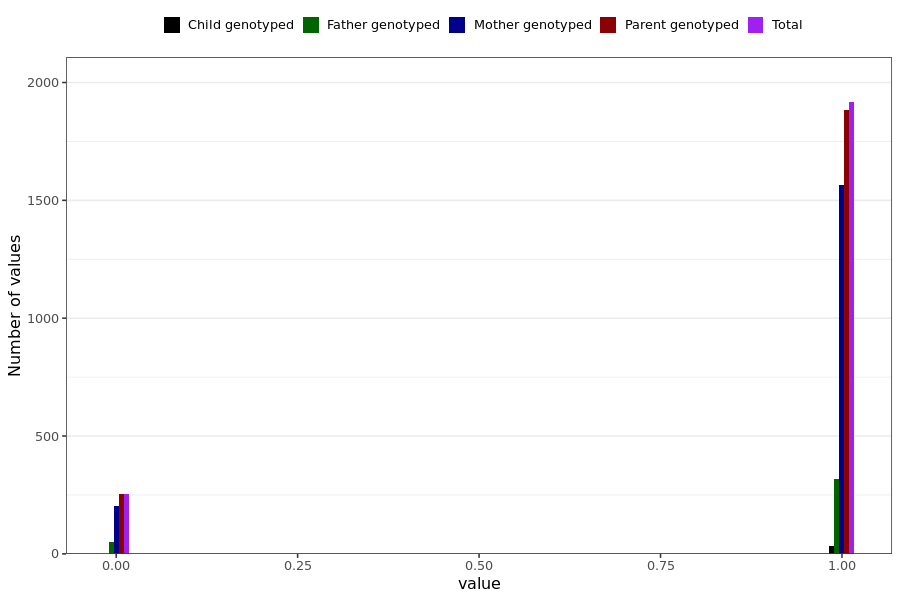 Child genotyped Father genotyped Mother genotyped Parent genotyped Total
2000
1500
1000
500
0
Number of values
0.00 0.25 0.50 0.75 1.00
value